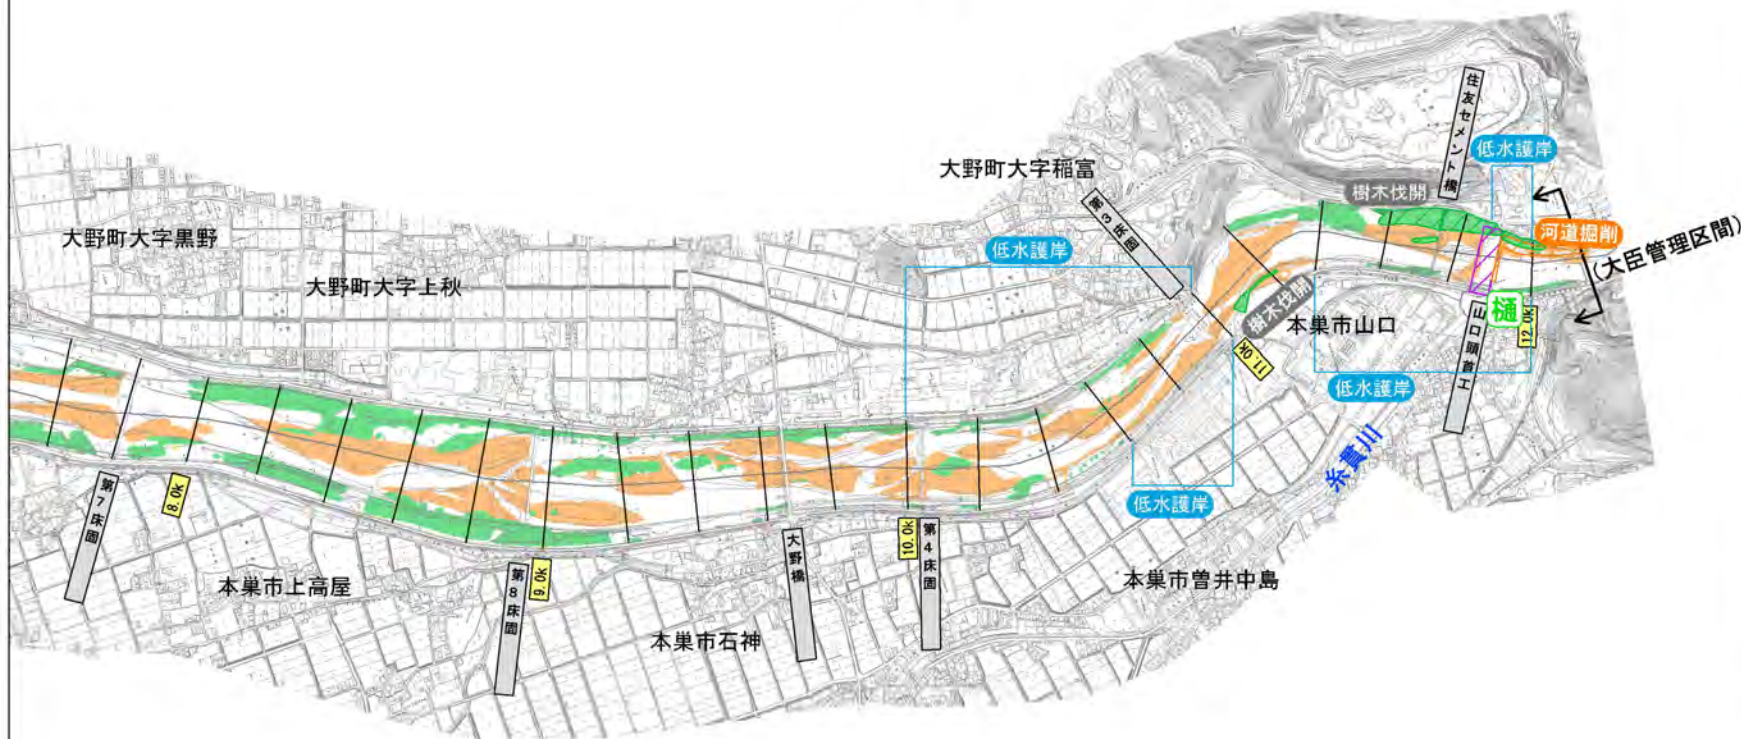 住友セメント橋
低水護岸
大野町大字稲富
樹木伐開
第3床固
河道掘削
(大臣管理区間)
大野町大字黒野
低水護岸
大野町大字上秋
樹木伐開
本巣市山口
樋
山口頭首工
12.0k
11.0k
低水護岸
糸貫川
第7床固
8.0k
低水護岸
10.0k
第4床固
大野橋
第8床固
9.0k
本巣市上高屋
本巣市曽井中島
本巣市石神